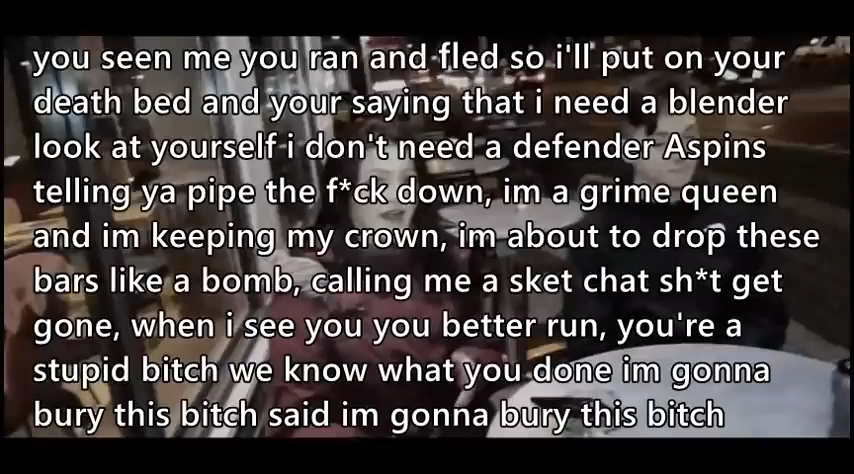 you seen me you ran and fled so i'll put on your
death bed and your saying that i need a blender
look at yourself i don't need a defender Aspins
telling ya pipe the f*ck down, im a grime queen
and im keeping my crown, im about to drop these
bars like a bomb, calling me a sket chat sh*t get
gone, when i see you you better run, you're a
stupid bitch we know what you done im gonna
bury this bitch said im gonna bury this bitch